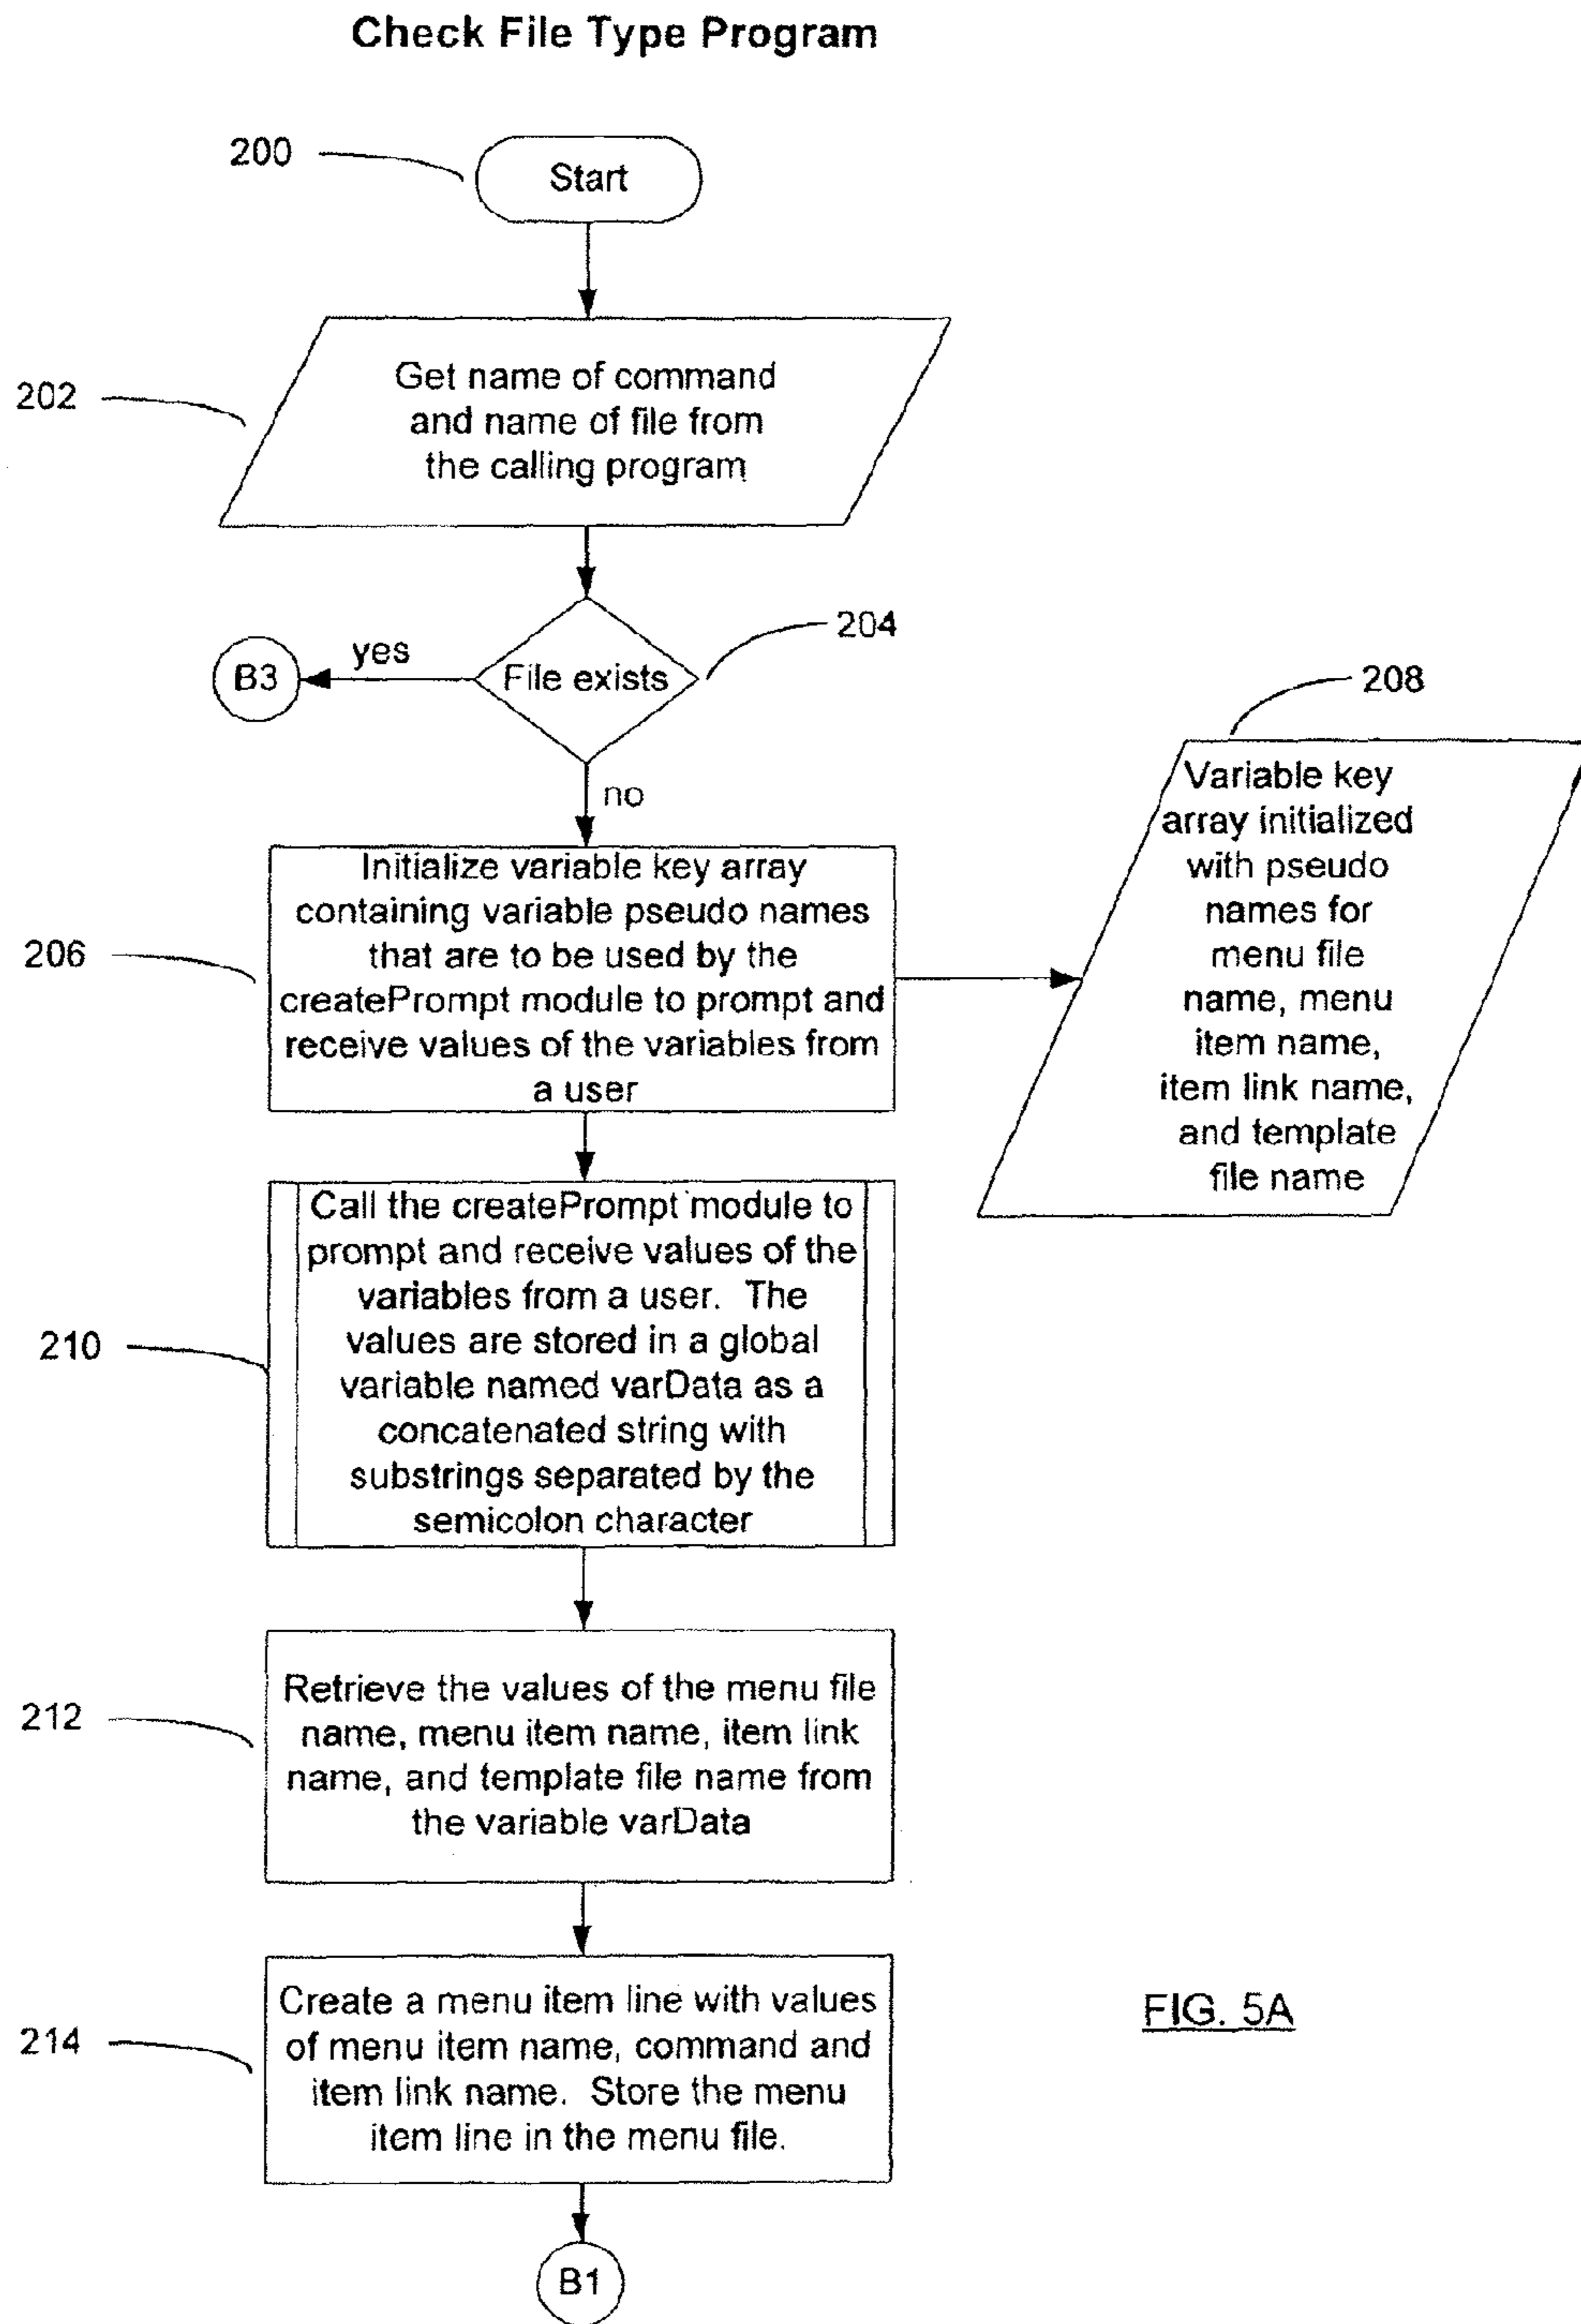 Check File Type Program
200
Start
202
Get name of command
and name of file from
the calling program
204
B3
yes
File exists
no
208
Variable key
array initialized
with pseudo
names for
menu file
name, menu
item name,
item link name,
and template
file name
206
Initialize variable key array
containing variable pseudo names
that are to be used by the
createPrompt module to prompt and
receive values of the variables from
a user
210
Call the createPrompt module to
prompt and receive values of the
variables from a user. The
values are stored in a global
variable named varData as a
concatenated string with
substrings separated by the
semicolon character
212
Retrieve the values of the menu file
name, menu item name, item link
name, and template file name from
the variable varData
214
Create a menu item line with values
of menu item name, command and
item link name. Store the menu
item line in the menu file.
FIG. 5A
B1